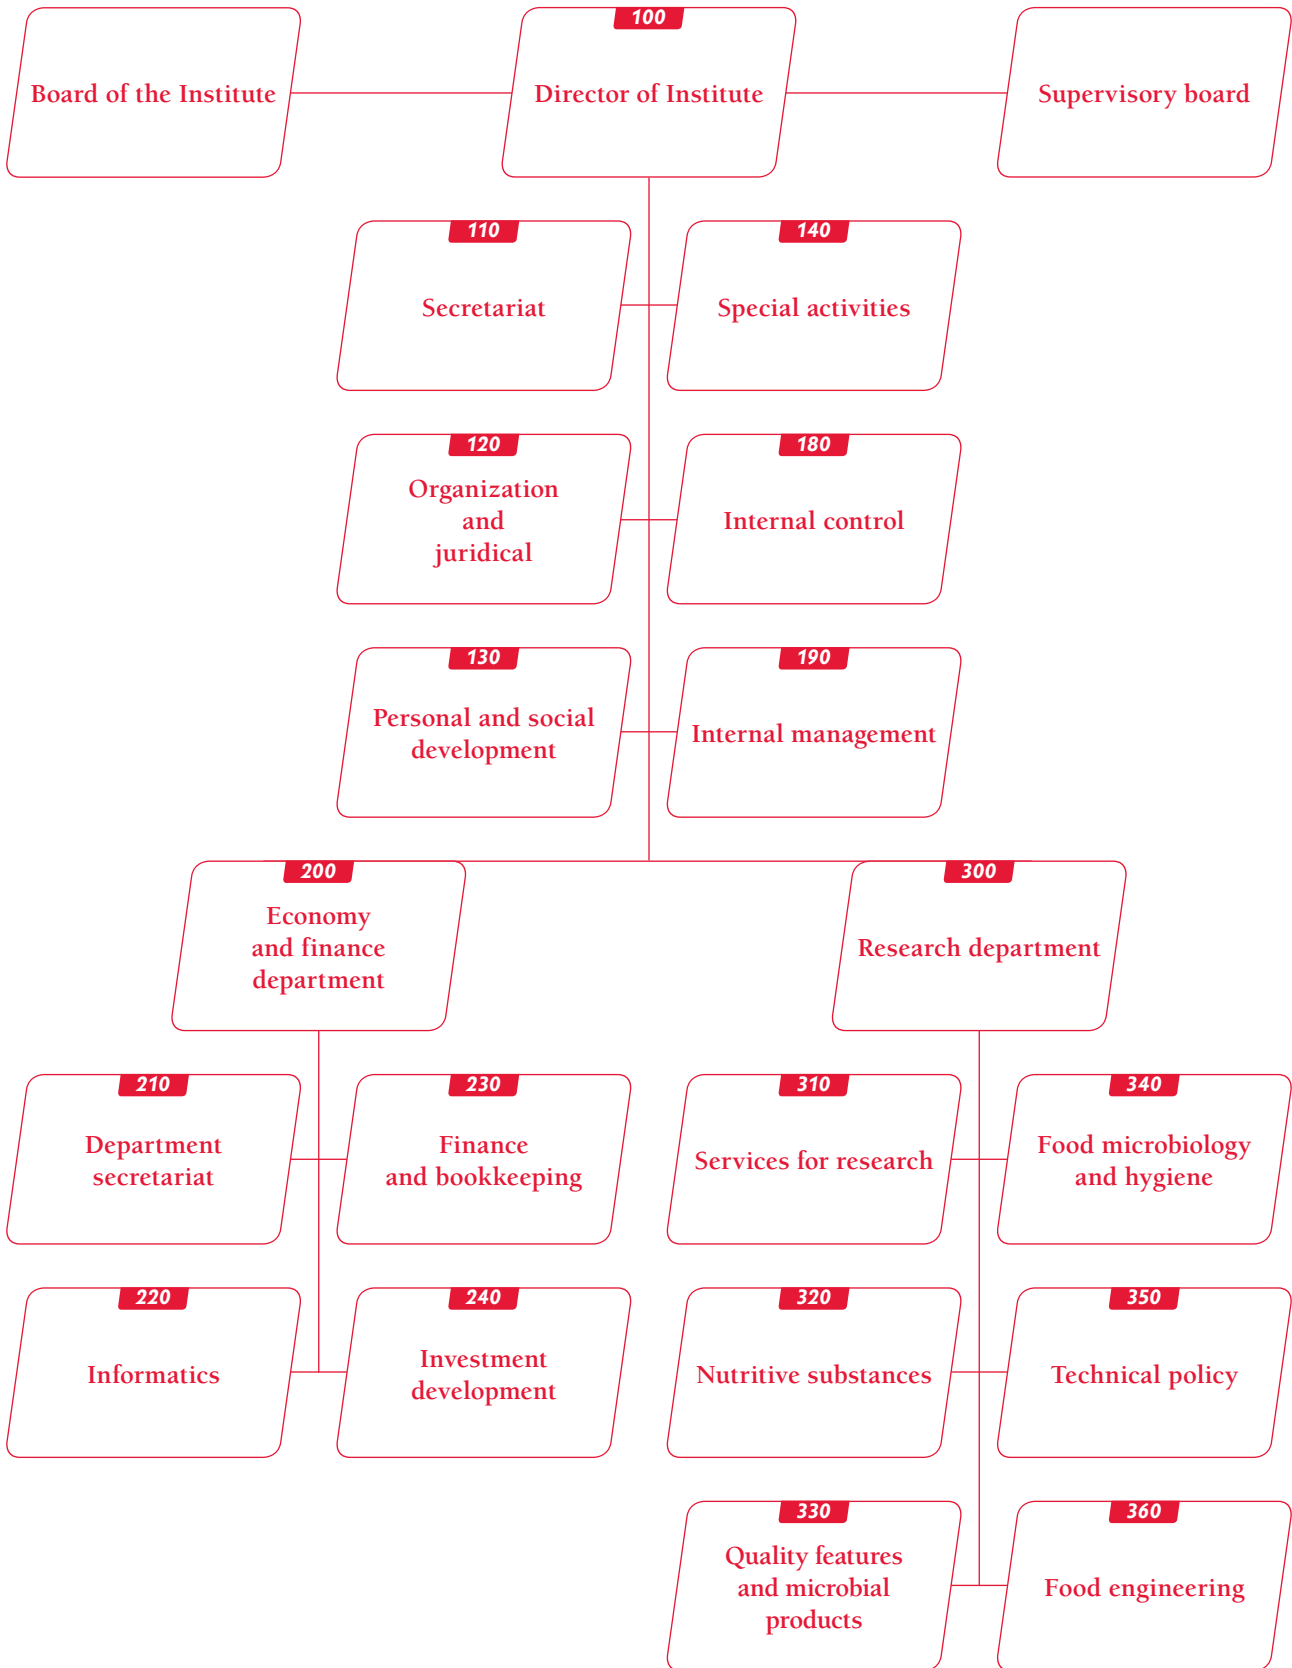 100
Board of the Institute
Director of Institute
Supervisory board
110
Secretariat
140
Special activities
120
Organization
and
juridical
180
Internal control
130
Personal and social
development
190
Internal management
200
Economy
and finance
department
300
Research department
210
Department
secretariat
230
Finance
and bookkeeping
310
Services for research
340
Food microbiology
and hygiene
220
Informatics
240
Investment
development
320
Nutritive substances
350
Technical policy
330
Quality features
and microbial
products
360
Food engineering